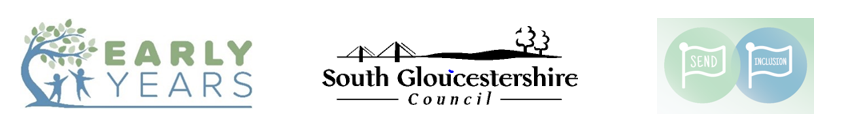 EARLY
YEARS
South Gloucestershire
Council
SEND
INCLUSION